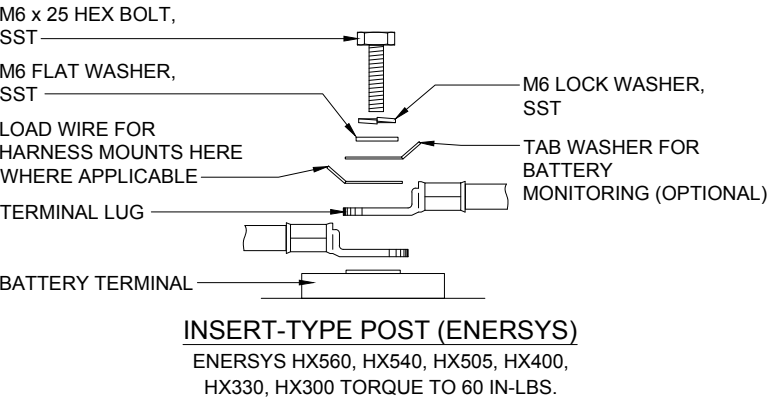 M6 x 25 HEX BOLT,
SST
M6 FLAT WASHER,
SST
LOAD WIRE FOR
HARNESS MOUNTS HERE
WHERE APPLICABLE
TERMINAL LUG
BATTERY TERMINAL
M6 LOCK WASHER,
SST
TAB WASHER FOR
BATTERY
MONITORING (OPTIONAL)
INSERT-TYPE POST (ENERSYS)
ENERSYS HX560, HX540, HX505, HX400,
HX330, HX300 TORQUE TO 60 IN-LBS.